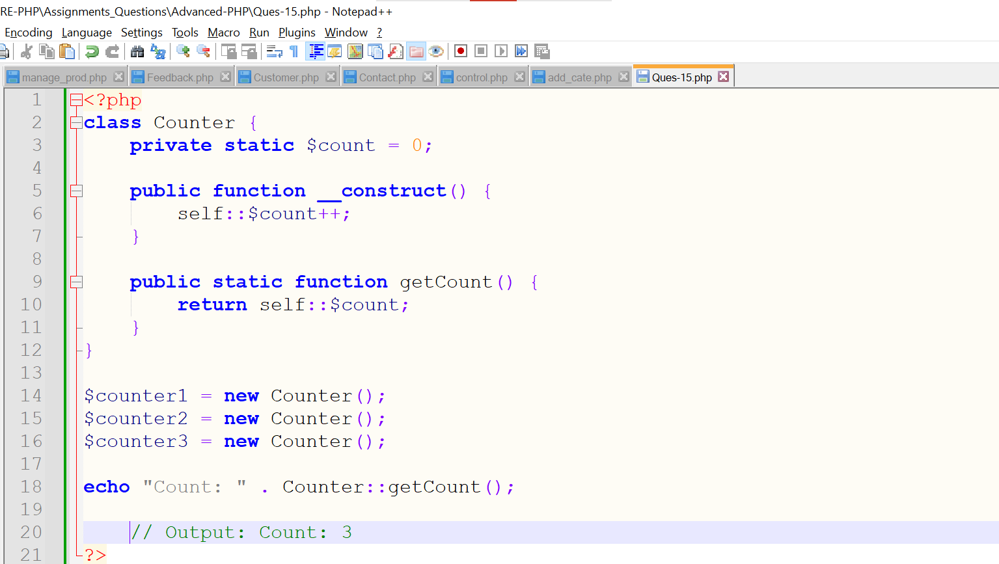 RE-PHP\Assignments_Questions\Advanced-PHP\Ques-15.php - Notepad++
Encoding Language Settings Tools Macro Run Plugins Window ?
manage_prod.php Feedback.php Customer.php Contact.php control.php add_cate.php Ques-15.php
1 <?php
2 class Counter {
3     private static $count = 0;
4
5     public function __construct() {
6         self::$count++;
7     }
8
9     public static function getCount() {
10         return self::$count;
11     }
12 }
13
14 $counter1 = new Counter();
15 $counter2 = new Counter();
16 $counter3 = new Counter();
17
18 echo "Count: " . Counter::getCount();
19
20     // Output: Count: 3
21 ?>